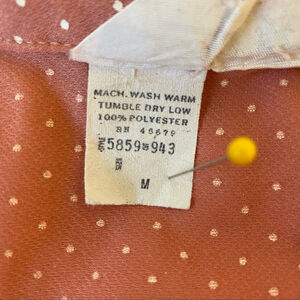 MACH. WASH WARM
TUMBLE DRY LOW
100% POLYESTER
RN 46679
5859 943
M